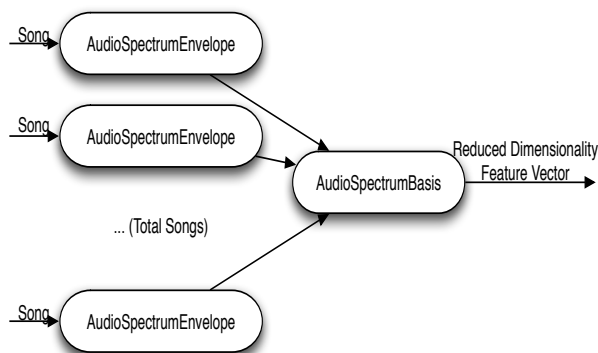 Song
AudioSpectrumEnvelope
Song
AudioSpectrumEnvelope
Reduced Dimensionality
Feature Vector
AudioSpectrumBasis
... (Total Songs)
Song
AudioSpectrumEnvelope